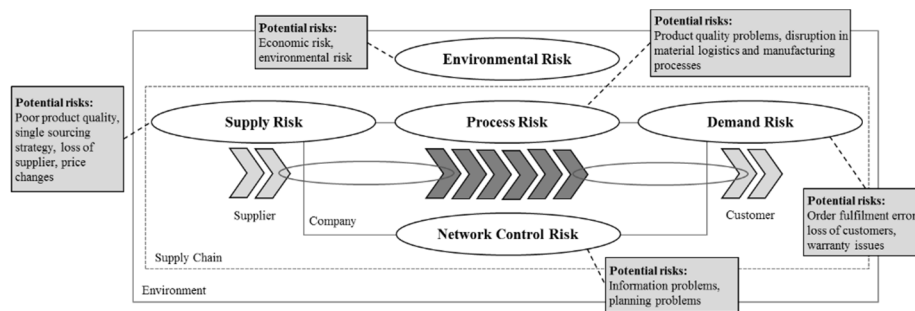 Potential risks:
Economic risk,
environmental risk
Environmental Risk
Potential risks:
Product quality problems, disruption in
material logistics and manufacturing
processes
Potential risks:
Poor product quality,
single sourcing
strategy, loss of
supplier, price
changes
Supply Risk
Process Risk
Demand Risk
Supplier
Company
Customer
Network Control Risk
Potential risks:
Order fulfilment error
loss of customers,
warranty issues
Supply Chain
Environment
Potential risks:
Information problems,
planning problems